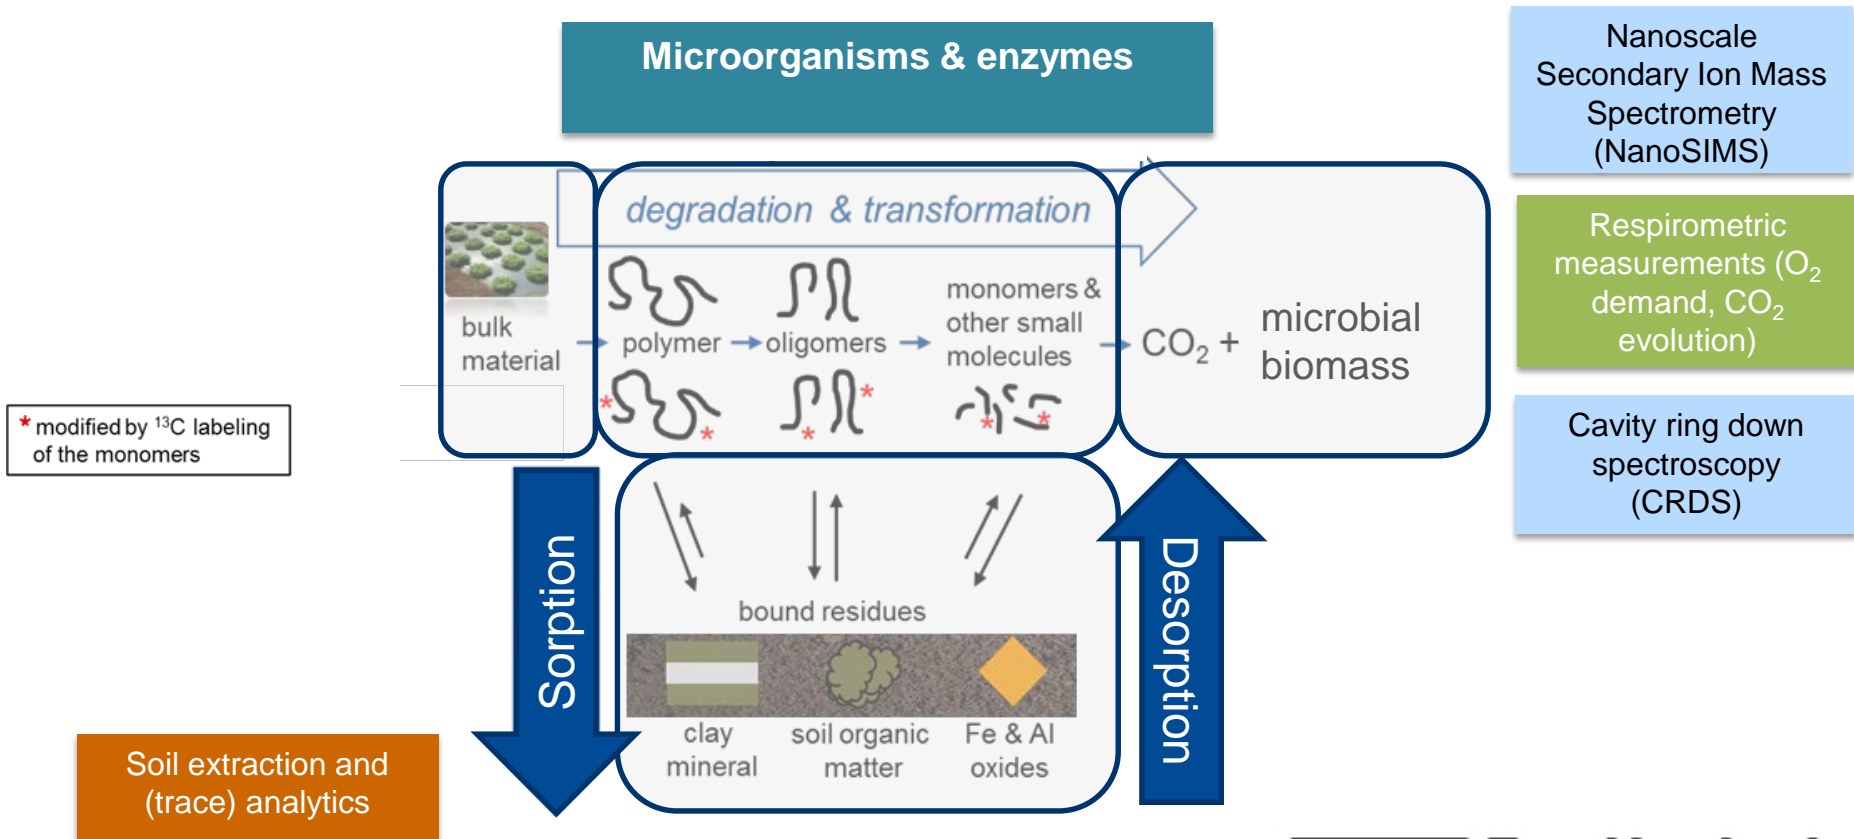 Microorganisms & enzymes
Nanoscale
Secondary Ion Mass
Spectrometry
(NanoSIMS)
degradation & transformation
Respirometric
measurements (O₂
demand, CO₂
evolution)
bulk
material
polymer
oligomers
monomers &
other small
molecules
CO₂ +
microbial
biomass
* modified by ¹³C labeling
of the monomers
* * * * * *
Cavity ring down
spectroscopy
(CRDS)
Sorption
Desorption
bound residues
clay
mineral
soil organic
matter
Fe & Al
oxides
Soil extraction and
(trace) analytics